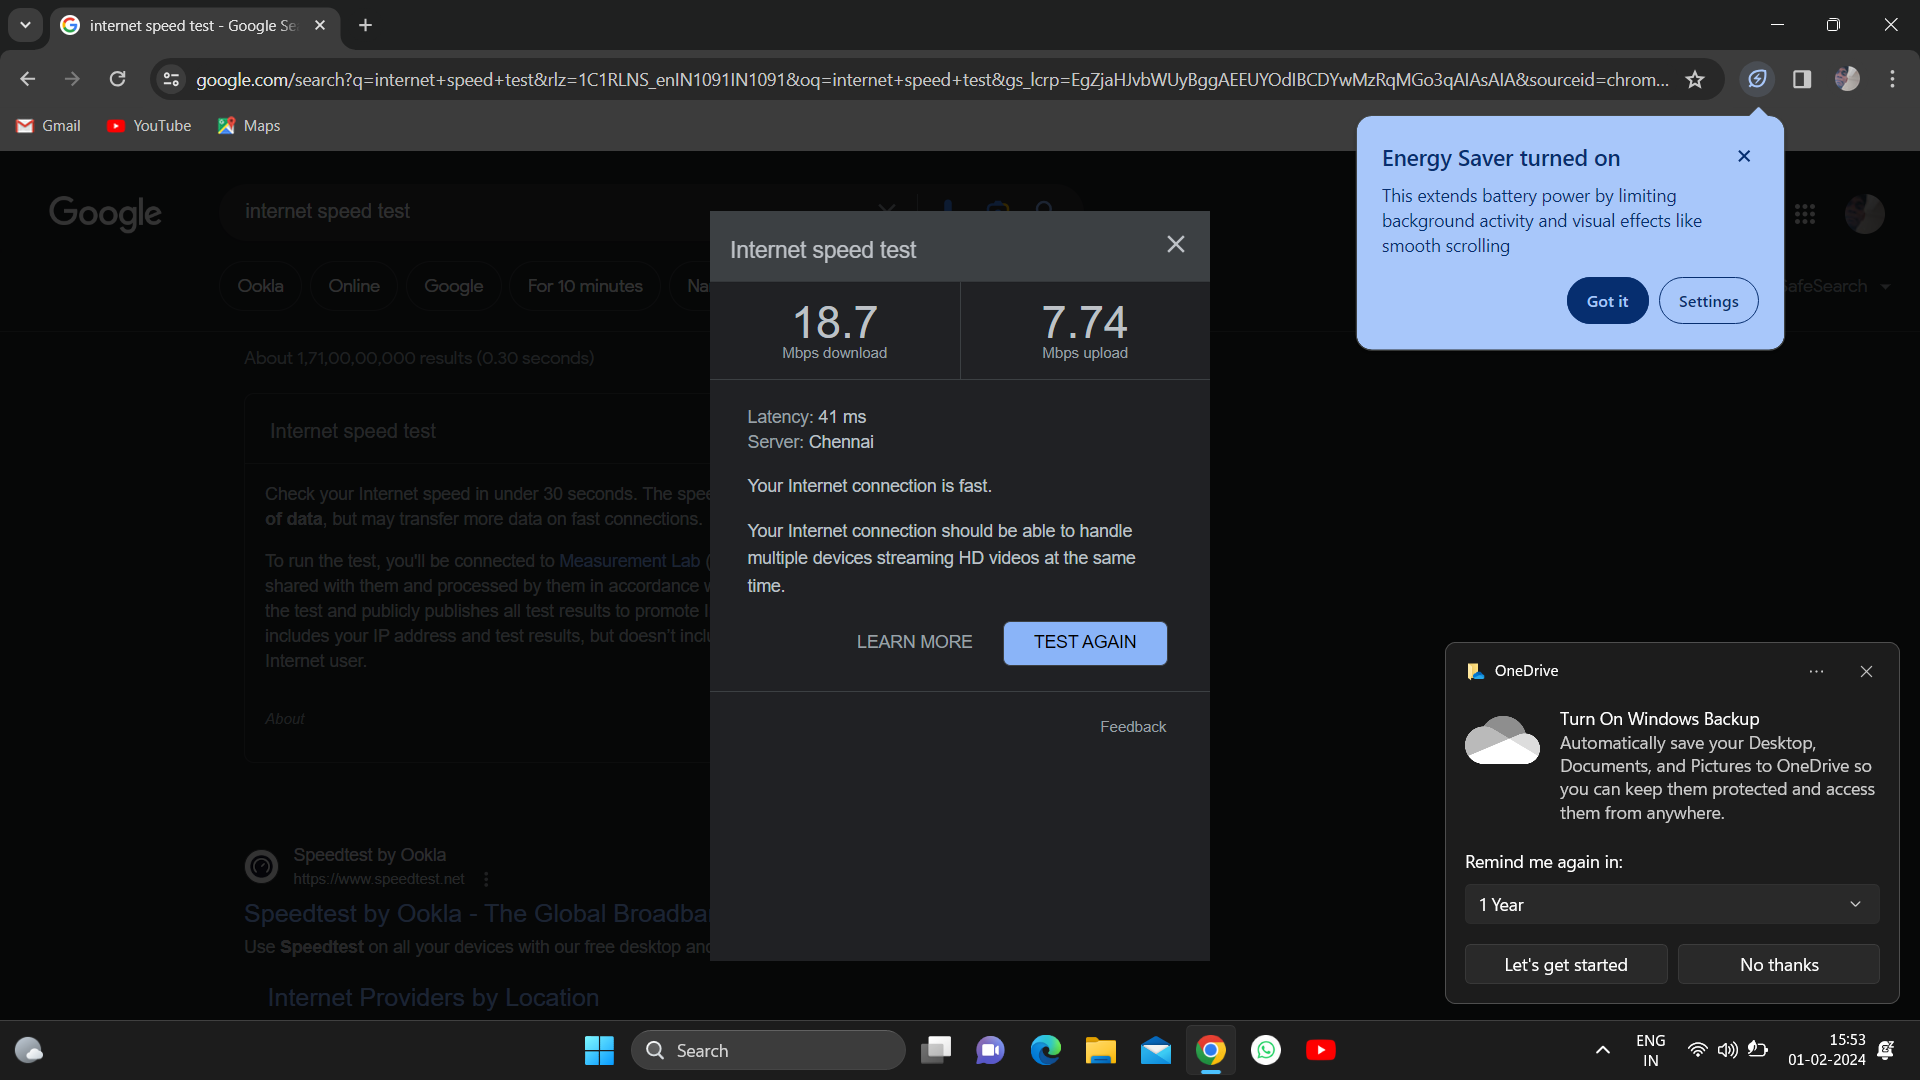 internet speed test - Google Se
google.com/search?q=internet+speed+test&rlz=1C1RLNS_enIN1091IN1091&oq=internet+speed+test&gs_lcrp=EgZjaHJvbWUyBggAEEUYOdIBCDYwMzRqMGo3qAIAsAIA&sourceid=chrom...
Gmail YouTube Maps
Energy Saver turned on
This extends battery power by limiting
background activity and visual effects like
smooth scrolling
Got it Settings
Google
internet speed test
Ookla Online Google For 10 minutes Na
afeSearch
About 1,71,00,00,000 results (0.30 seconds)
Internet speed test
Check your Internet speed in under 30 seconds. The spee
of data, but may transfer more data on fast connections.
To run the test, you'll be connected to Measurement Lab (
shared with them and processed by them in accordance
the test and publicly publishes all test results to promote I
includes your IP address and test results, but doesn't inclu
Internet user.
About
Speedtest by Ookla
https://www.speedtest.net
Speedtest by Ookla - The Global Broadba
Use Speedtest on all your devices with our free desktop and
Internet Providers by Location
Internet speed test
18.7
Mbps download
7.74
Mbps upload
Latency: 41 ms
Server: Chennai
Your Internet connection is fast.
Your Internet connection should be able to handle
multiple devices streaming HD videos at the same
time.
LEARN MORE TEST AGAIN
Feedback
OneDrive
Turn On Windows Backup
Automatically save your Desktop,
Documents, and Pictures to OneDrive so
you can keep them protected and access
them from anywhere.
Remind me again in:
1 Year
Let's get started No thanks
Search
ENG
IN
15:53
01-02-2024